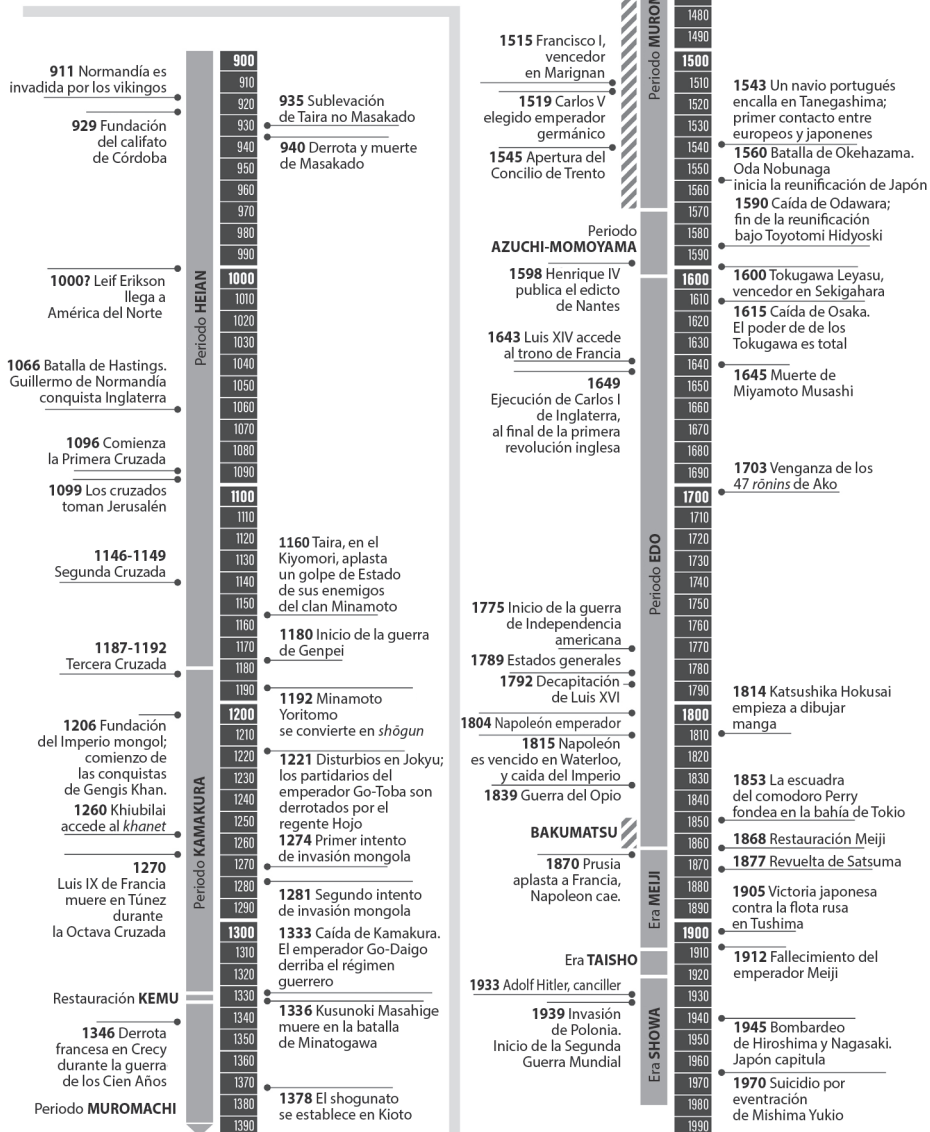 911 Normandía es
invadida por los vikingos
929 Fundación
del califato
de Córdoba
1000? Leif Erikson
llega a
América del Norte
1066 Batalla de Hastings.
Guillermo de Normandía
conquista Inglaterra
1096 Comienza
la Primera Cruzada
1099 Los cruzados
toman Jerusalén
1146-1149
Segunda Cruzada
1187-1192
Tercera Cruzada
1206 Fundación
del Imperio mongol;
comienzo de
las conquistas
de Gengis Khan.
1260 Khiubilai
accede al khanet
1270
Luis IX de Francia
muere en Túnez
durante
la Octava Cruzada
Restauración KEMU
1346 Derrota
francesa en Crecy
durante la guerra
de los Cien Años
Periodo MUROMACHI
Periodo HEIAN
Periodo KAMAKURA
900
910
920
930
940
950
960
970
980
990
1000
1010
1020
1030
1040
1050
1060
1070
1080
1090
1100
1110
1120
1130
1140
1150
1160
1170
1180
1190
1200
1210
1220
1230
1240
1250
1260
1270
1280
1290
1300
1310
1320
1330
1340
1350
1360
1370
1380
1390
935 Sublevación
de Taira no Masakado
940 Derrota y muerte
de Masakado
1160 Taira, en el
Kiyomori, aplasta
un golpe de Estado
de sus enemigos
del clan Minamoto
1180 Inicio de la guerra
de Genpei
1192 Minamoto
Yoritomo
se convierte en shōgun
1221 Disturbios en Jokyu;
los partidarios del
emperador Go-Toba son
derrotados por el
regente Hojo
1274 Primer intento
de invasión mongola
1281 Segundo intento
de invasión mongola
1333 Caída de Kamakura.
El emperador Go-Daigo
derriba el régimen
guerrero
1336 Kusunoki Masahige
muere en la batalla
de Minatogawa
1378 El shogunato
se establece en Kioto
1515 Francisco I,
vencedor
en Marignan
1519 Carlos V
elegido emperador
germánico
1545 Apertura del
Concilio de Trento
Periodo
AZUCHI-MOMOYAMA
1598 Henrique IV
publica el edicto
de Nantes
1643 Luis XIV accede
al trono de Francia
1649
Ejecución de Carlos I
de Inglaterra,
al final de la primera
revolución inglesa
1775 Inicio de la guerra
de Independencia
americana
1789 Estados generales
1792 Decapitación
de Luis XVI
1804 Napoleón emperador
1815 Napoleón
es vencido en Waterloo,
y caida del Imperio
1839 Guerra del Opio
BAKUMATSU
1870 Prusia
aplasta a Francia,
Napoleon cae.
Era TAISHO
1933 Adolf Hitler, canciller
1939 Invasión
de Polonia.
Inicio de la Segunda
Guerra Mundial
Periodo MUROM
Periodo EDO
Era MEIJI
Era SHOWA
1480
1490
1500
1510
1520
1530
1540
1550
1560
1570
1580
1590
1600
1610
1620
1630
1640
1650
1660
1670
1680
1690
1700
1710
1720
1730
1740
1750
1760
1770
1780
1790
1800
1810
1820
1830
1840
1850
1860
1870
1880
1890
1900
1910
1920
1930
1940
1950
1960
1970
1980
1990
1543 Un navio portugués
encalla en Tanegashima;
primer contacto entre
europeos y japonenes
1560 Batalla de Okehazama.
Oda Nobunaga
inicia la reunificación de Japón
1590 Caída de Odawara;
fin de la reunificación
bajo Toyotomi Hidyoski
1600 Tokugawa Leyasu,
vencedor en Sekigahara
1615 Caída de Osaka.
El poder de de los
Tokugawa es total
1645 Muerte de
Miyamoto Musashi
1703 Venganza de los
47 rōnins de Ako
1814 Katsushika Hokusai
empieza a dibujar
manga
1853 La escuadra
del comodoro Perry
fondea en la bahía de Tokio
1868 Restauración Meiji
1877 Revuelta de Satsuma
1905 Victoria japonesa
contra la flota rusa
en Tushima
1912 Fallecimiento del
emperador Meiji
1945 Bombardeo
de Hiroshima y Nagasaki.
Japón capitula
1970 Suicidio por
eventración
de Mishima Yukio